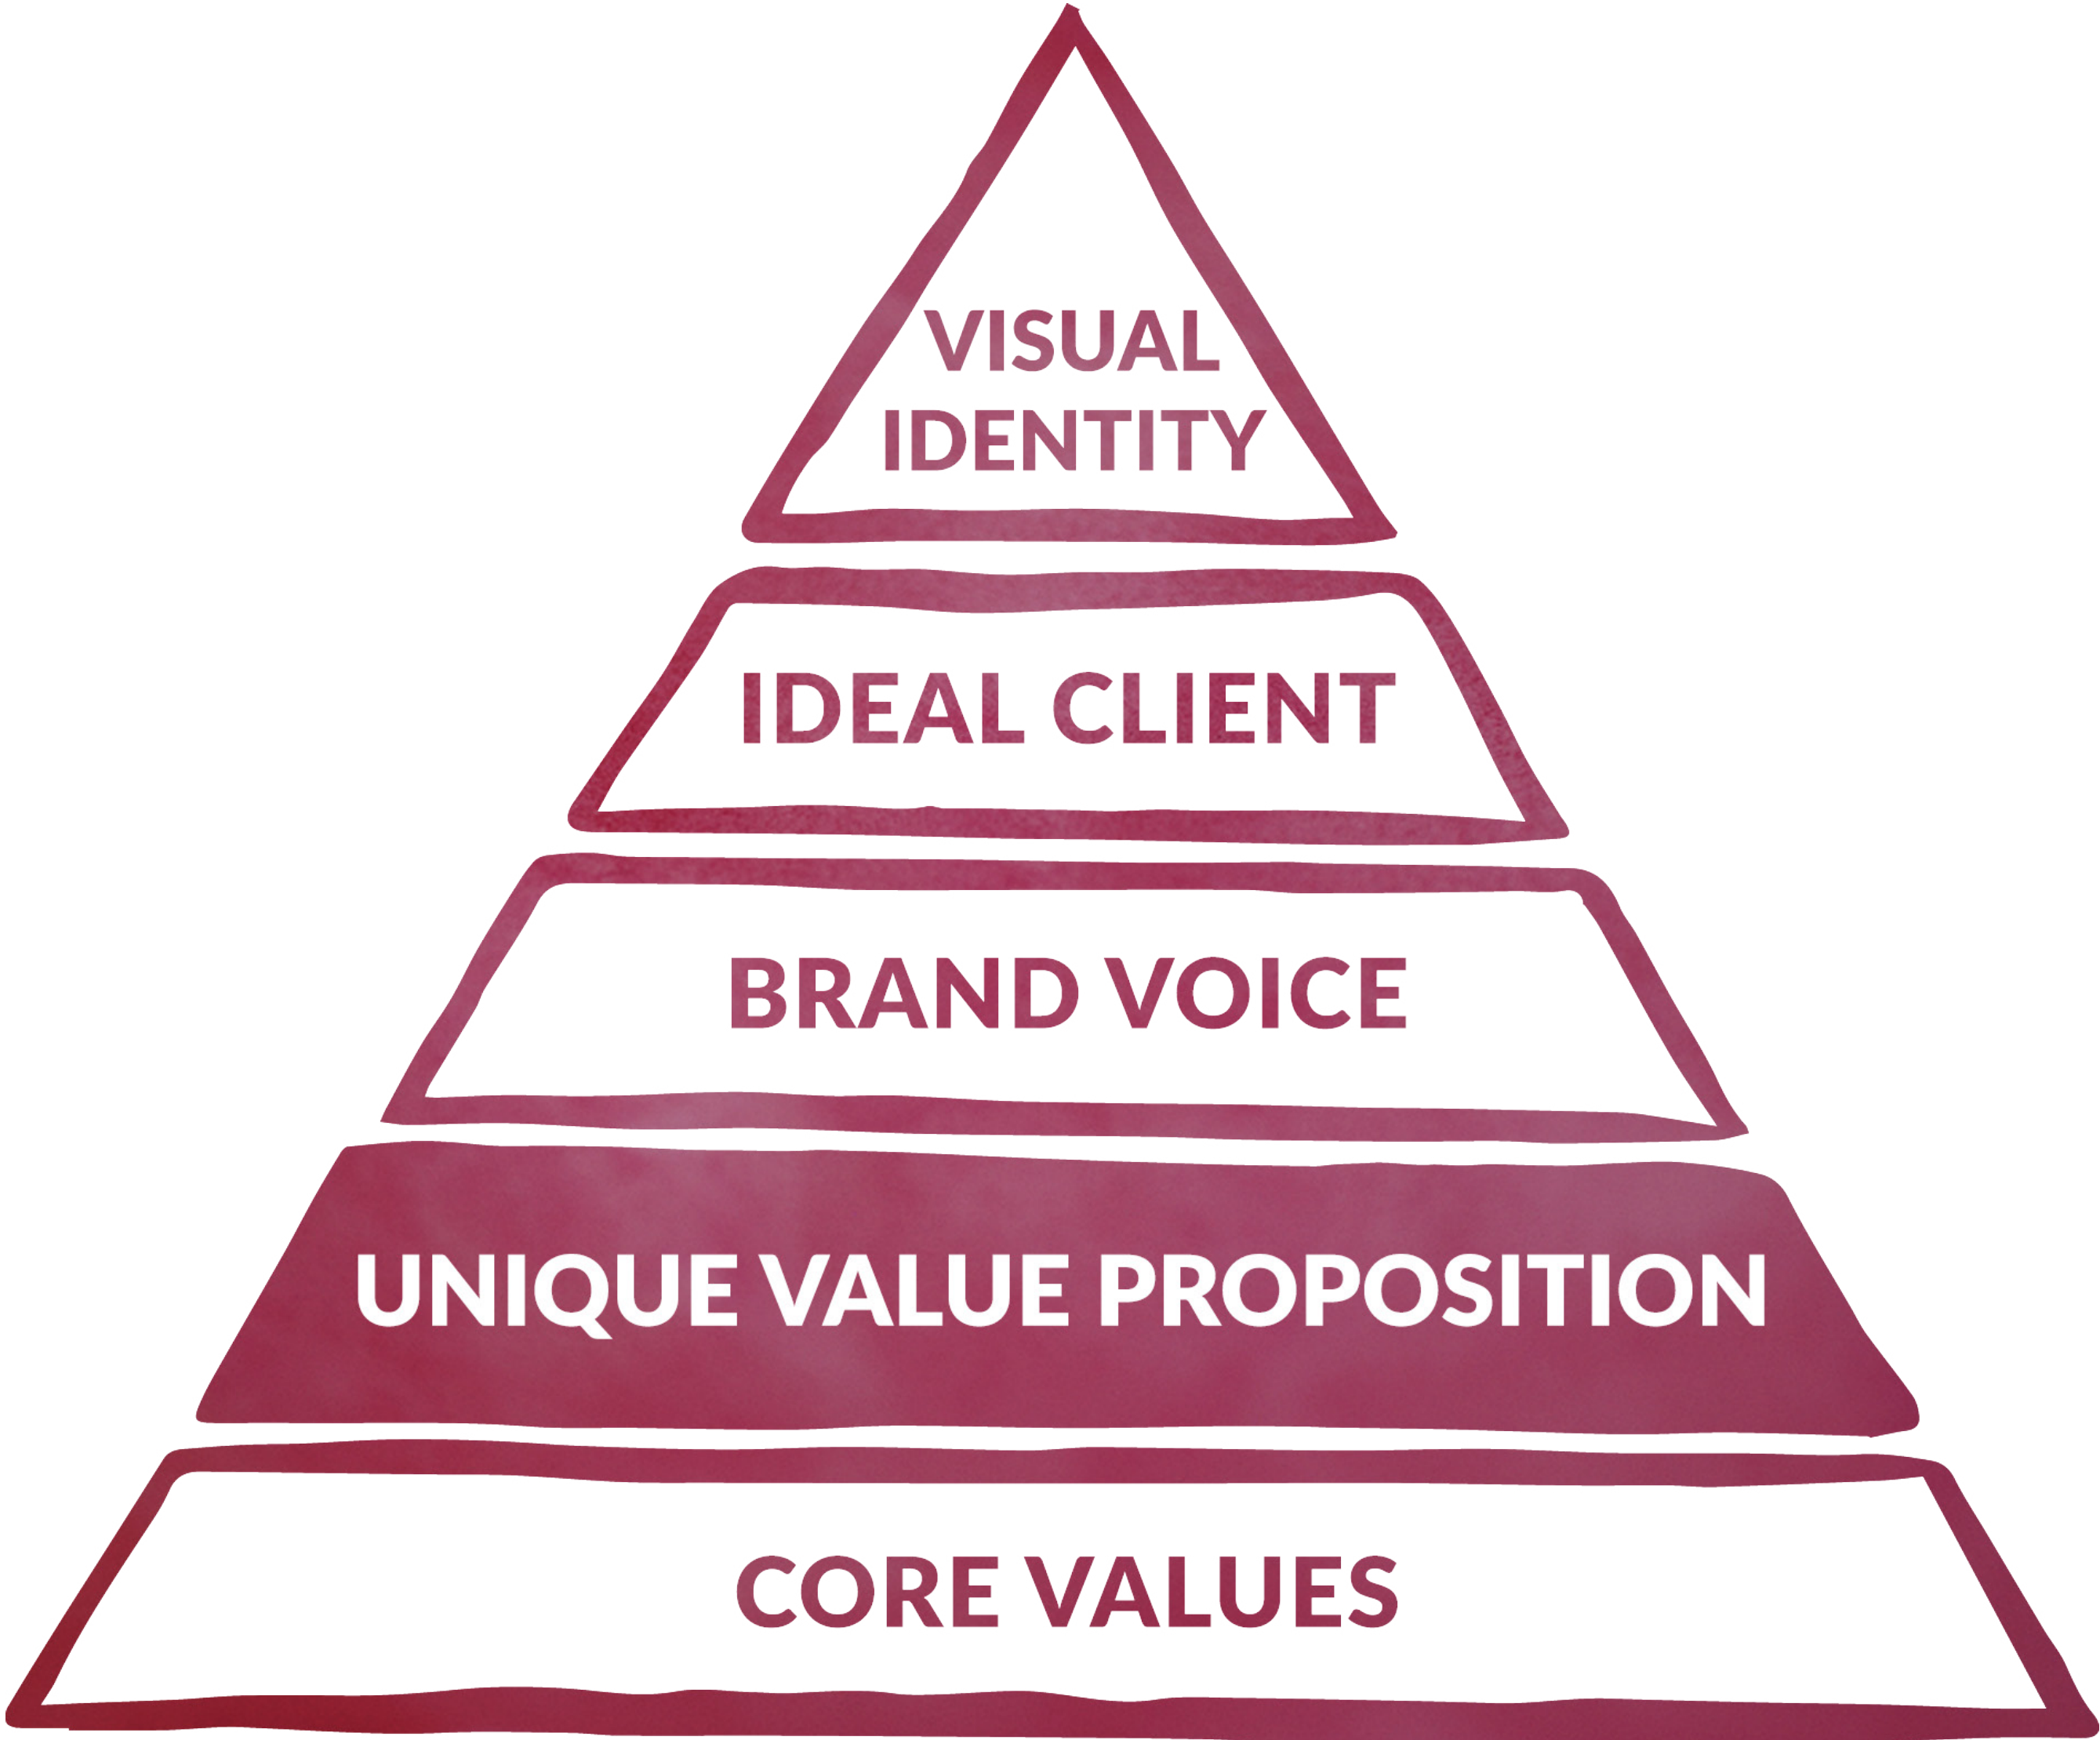 VISUAL
IDENTITY
IDEAL CLIENT
BRAND VOICE
UNIQUE VALUE PROPOSITION
CORE VALUES